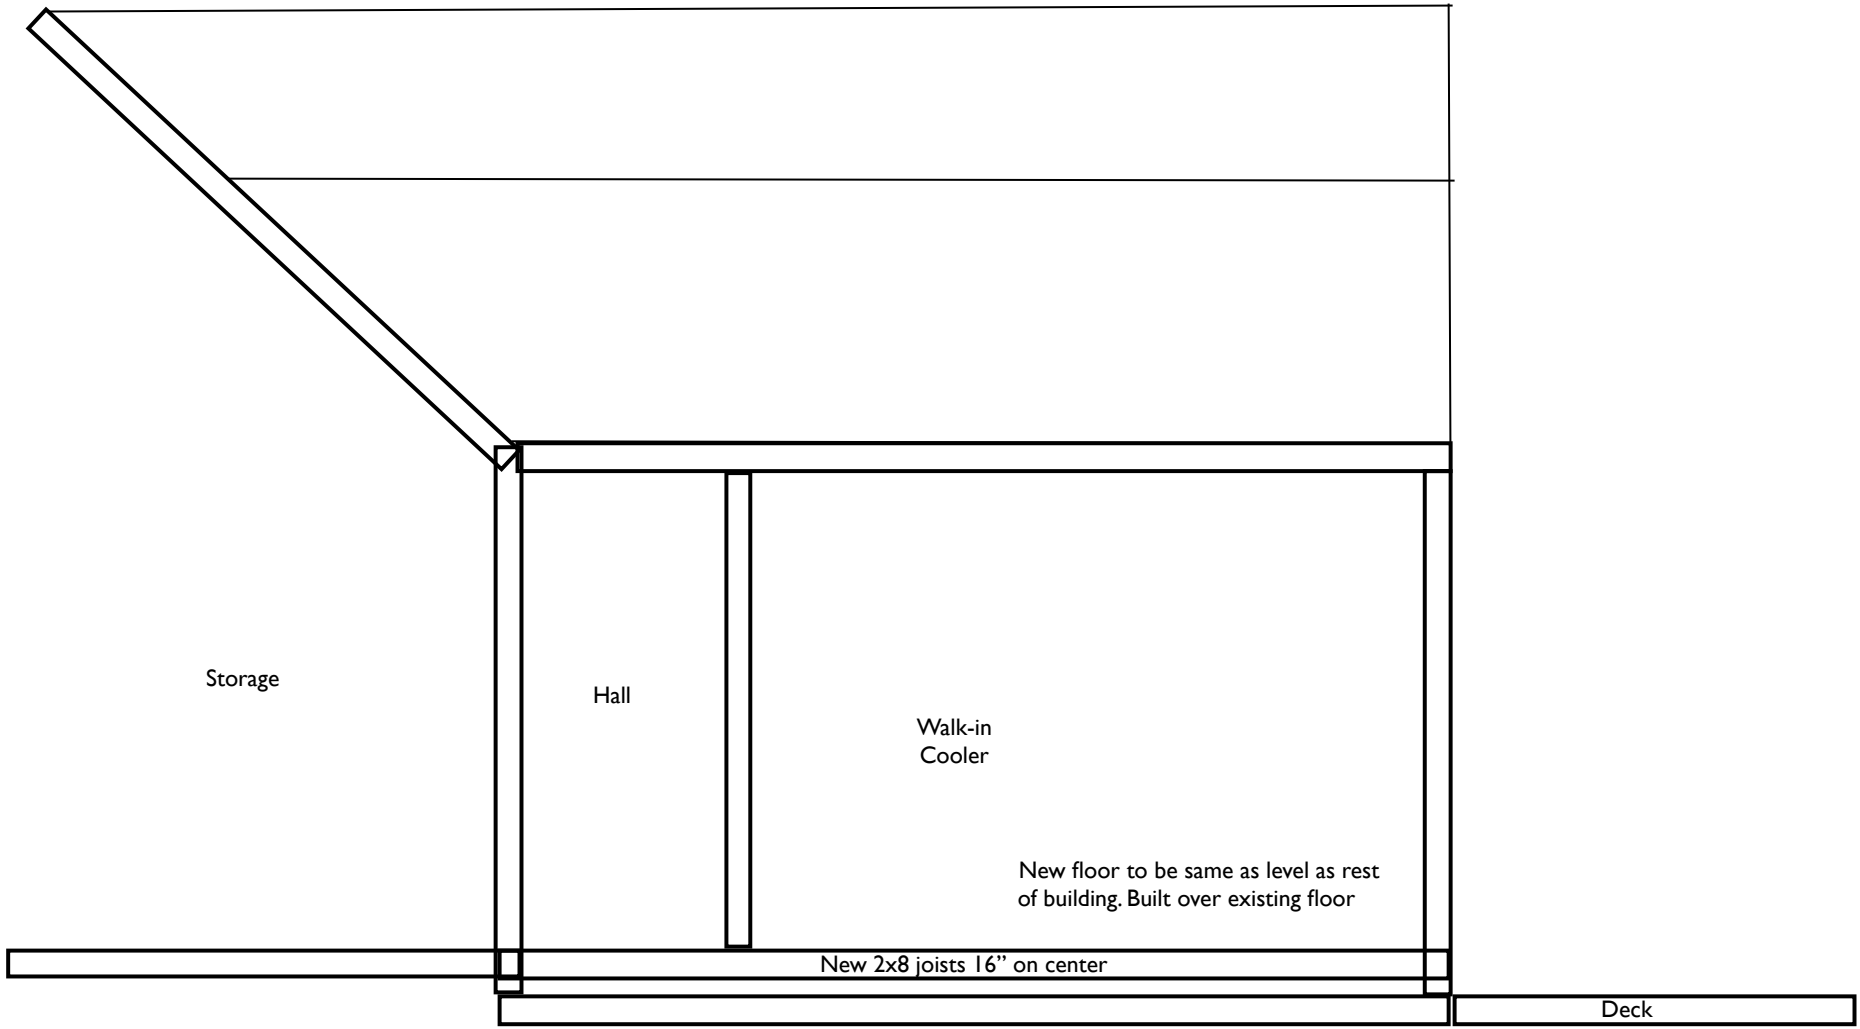 Storage
Hall
Walk-in
Cooler
New floor to be same as level as rest
of building. Built over existing floor
New 2x8 joists 16” on center
Deck